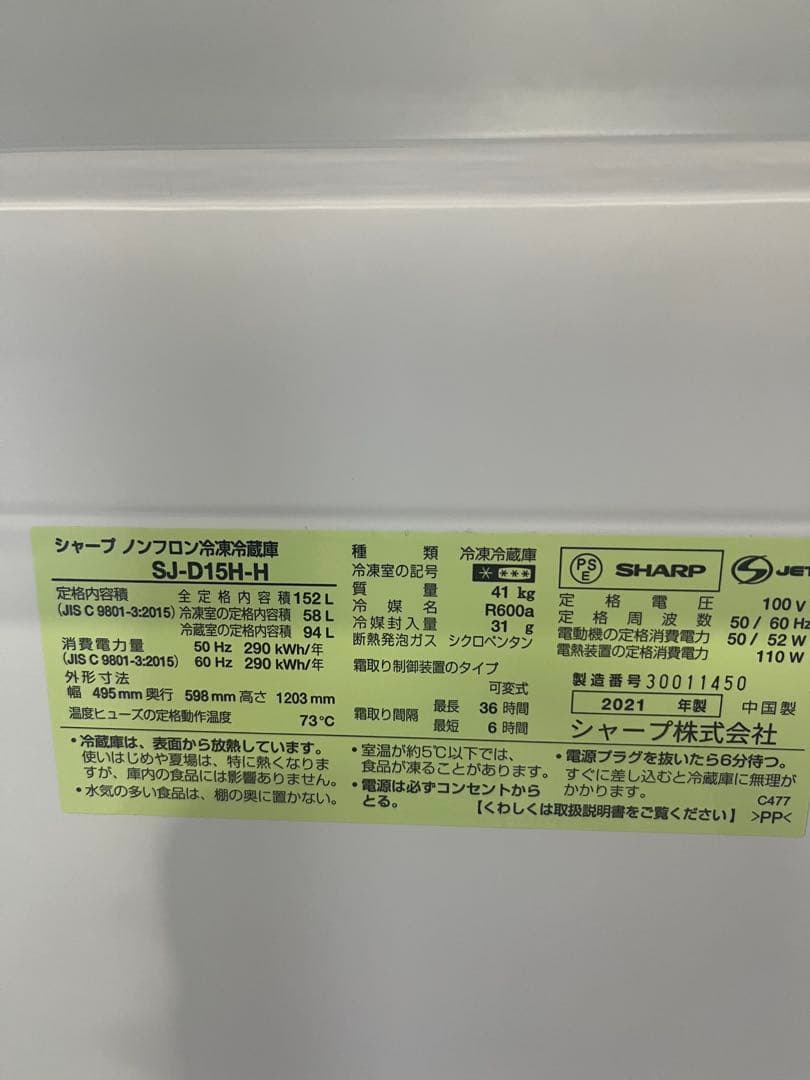 シャープ ノンフロン冷凍冷蔵庫
SJ-D15H-H
定格内容積 全定格内容積 152 L
(JIS C 9801-3:2015) 冷凍室の定格内容積 58 L
冷蔵室の定格内容積 94 L
消費電力量 50 Hz 290 kWh/年
(JIS C 9801-3:2015) 60 Hz 290 kWh/年
外形寸法
幅 495 mm 奥行 598 mm 高さ 1203 mm
温度ヒューズの定格動作温度 73℃
種類 冷凍冷蔵庫
冷凍室の記号 * ***
質量 41 kg
冷媒名 R600a
冷媒封入量 31 g
断熱発泡ガス シクロペンタン
霜取り制御装置のタイプ
可変式
霜取り間隔 最長 36 時間
最短 6 時間
PS
E
SHARP
JET
定格電圧 100 V
定格周波数 50 / 60 Hz
電動機の定格消費電力 50 / 52 W
電熱装置の定格消費電力 110 W
製造番号 30011450
2021 年製 中国製
シャープ株式会社
・冷蔵庫は、表面から放熱しています。
使いはじめや夏場は、特に熱くなりま
すが、庫内の食品には影響ありません。
・水気の多い食品は、棚の奥に置かない。
・室温が約5℃以下では、
食品が凍ることがあります。
・電源は必ずコンセントから
とる。
・電源プラグを抜いたら6分待つ。
すぐに差し込むと冷蔵庫に無理が
かかります。
C477
【くわしくは取扱説明書をご覧ください】 >PP<